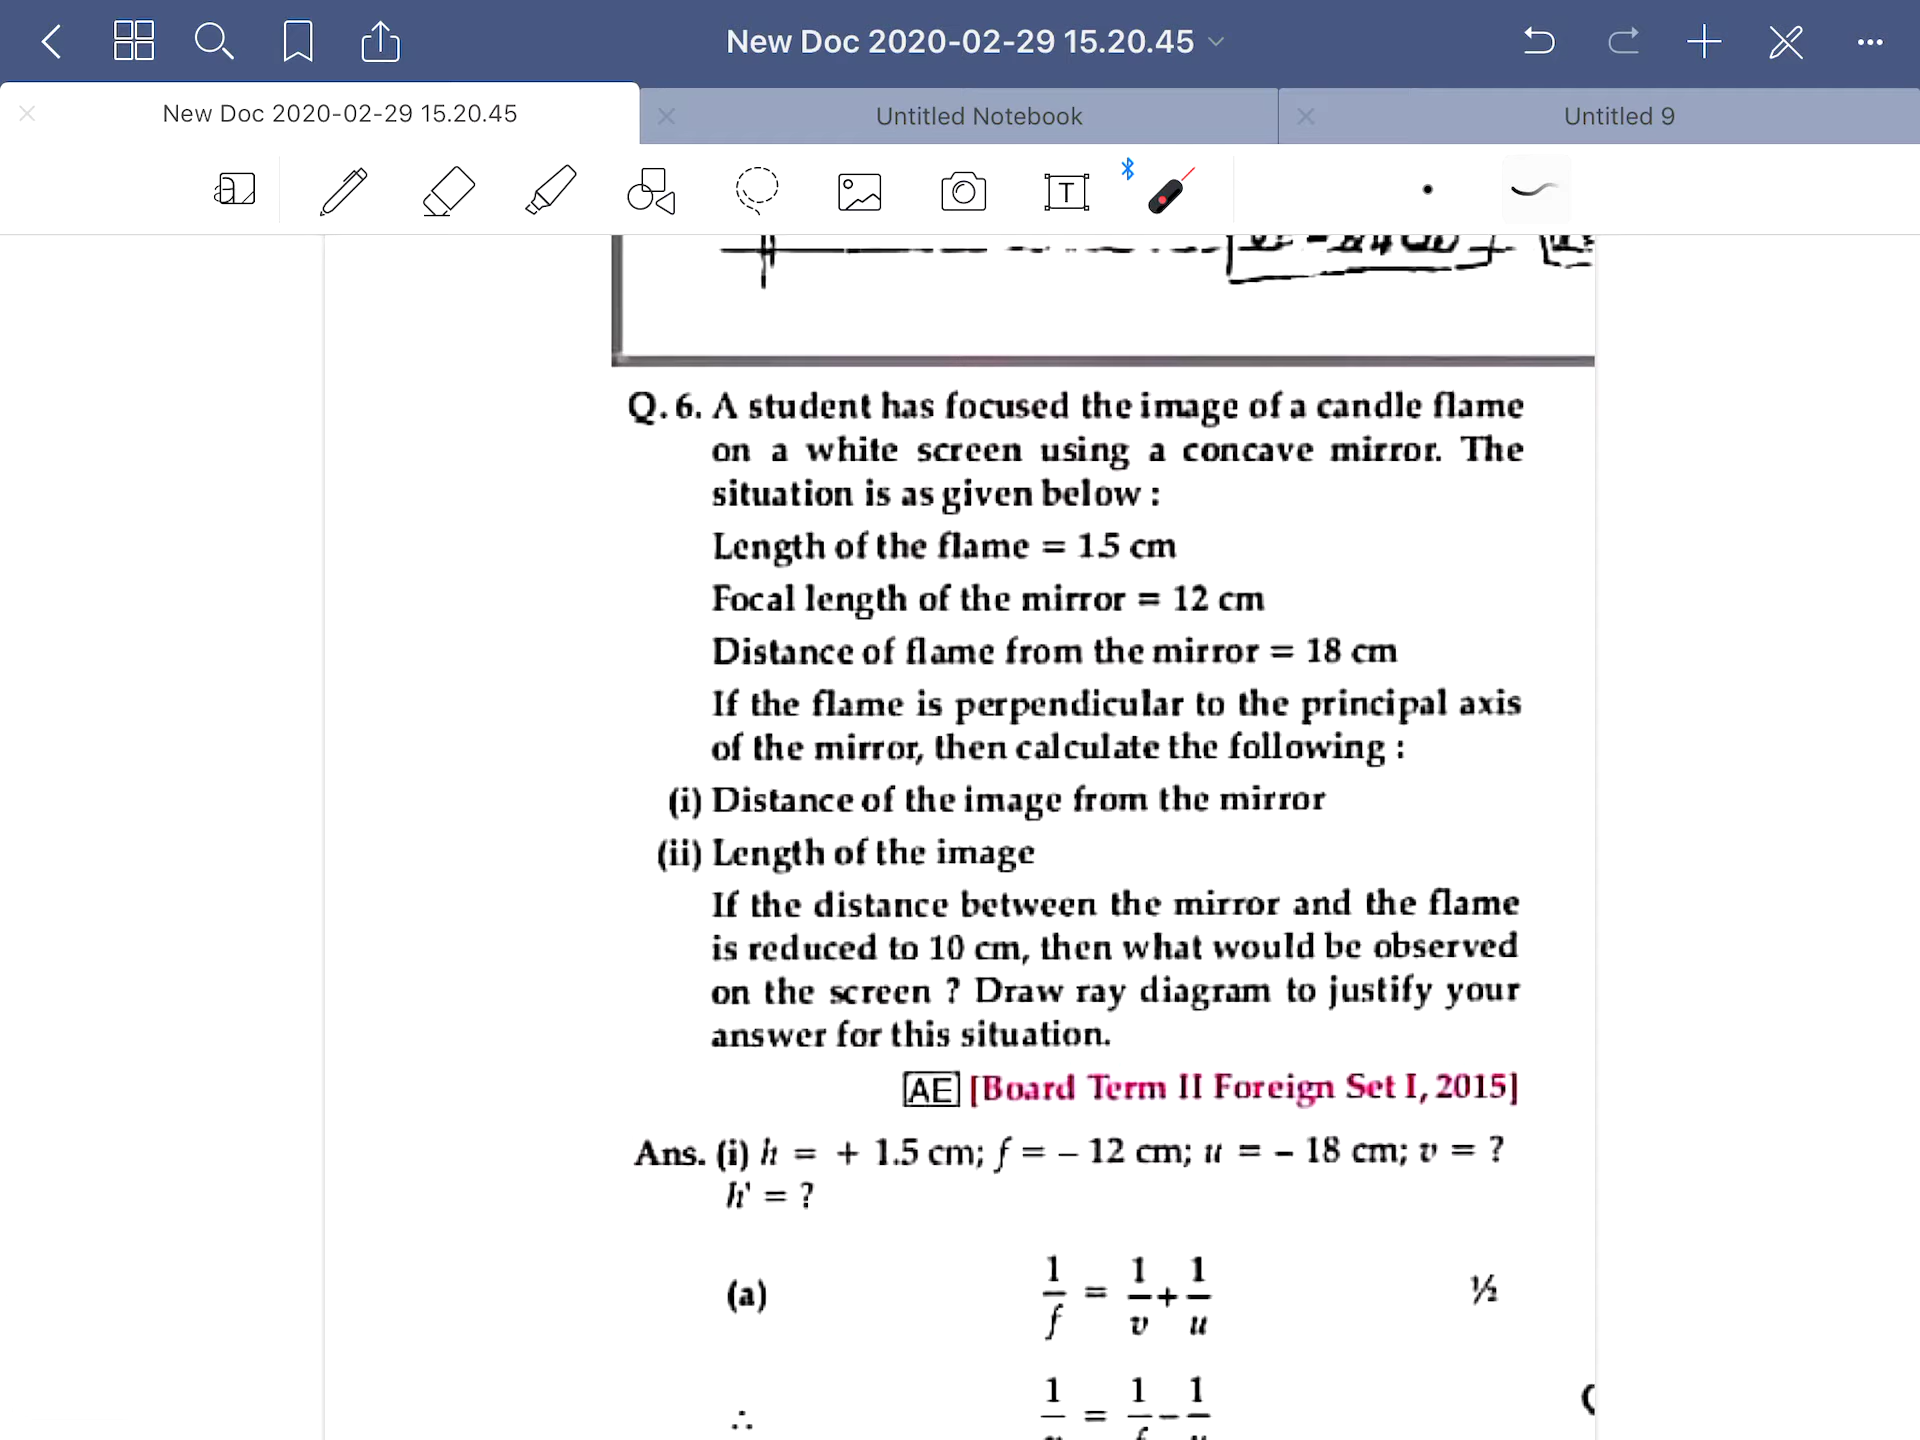 New Doc 2020-02-29 15.20.45
New Doc 2020-02-29 15.20.45
Untitled Notebook
Untitled 9
Q. 6. A student has focused the image of a candle flame
on a white screen using a concave mirror. The
situation is as given below :
Length of the flame = 1.5 cm
Focal length of the mirror = 12 cm
Distance of flame from the mirror = 18 cm
If the flame is perpendicular to the principal axis
of the mirror, then calculate the following :
(i) Distance of the image from the mirror
(ii) Length of the image
If the distance between the mirror and the flame
is reduced to 10 cm, then what would be observed
on the screen ? Draw ray diagram to justify your
answer for this situation.
AE [Board Term II Foreign Set I, 2015]
Ans. (i) h = + 1.5 cm; f = – 12 cm; u = – 18 cm; v = ?
h' = ?
(a) 1/f = 1/v + 1/u ½
∴ 1/v = 1/f – 1/u